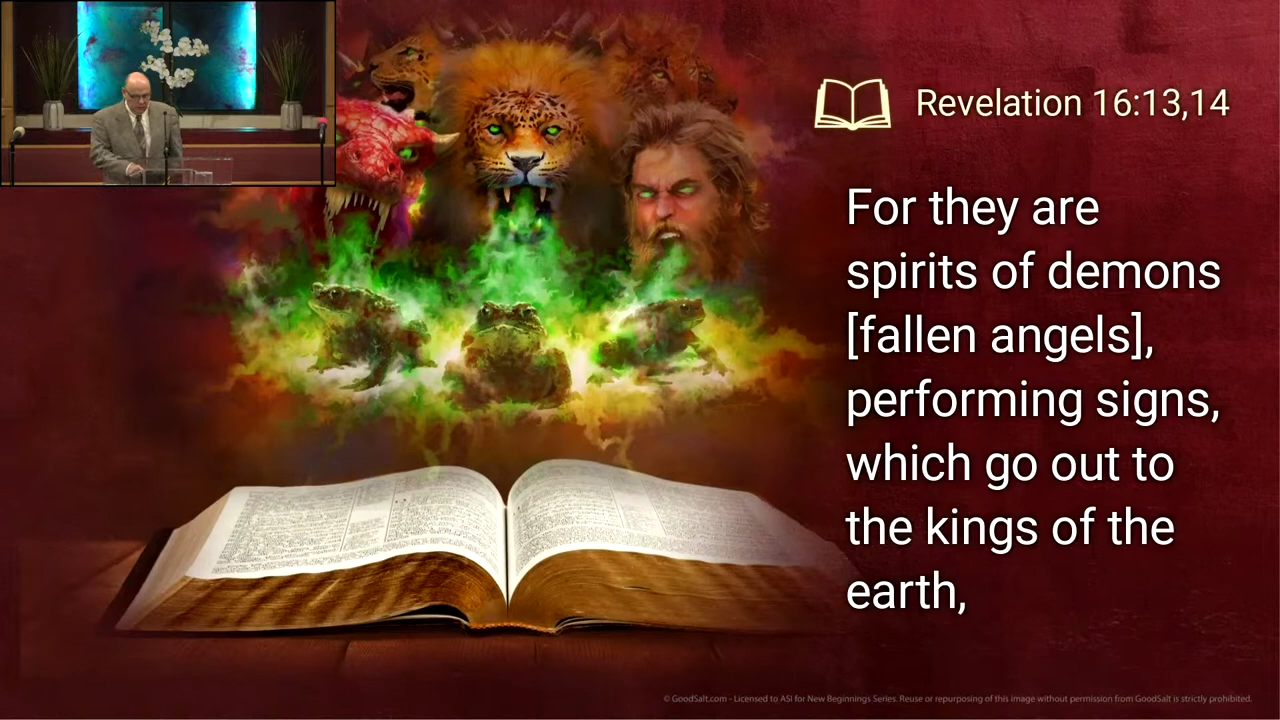 Revelation 16:13,14
For they are
spirits of demons
[fallen angels],
performing signs,
which go out to
the kings of the
earth,
© GoodSalt.com - Licensed to ASI for New Beginnings Series. Reuse or repurposing of this image without permission from GoodSalt is strictly prohibited.